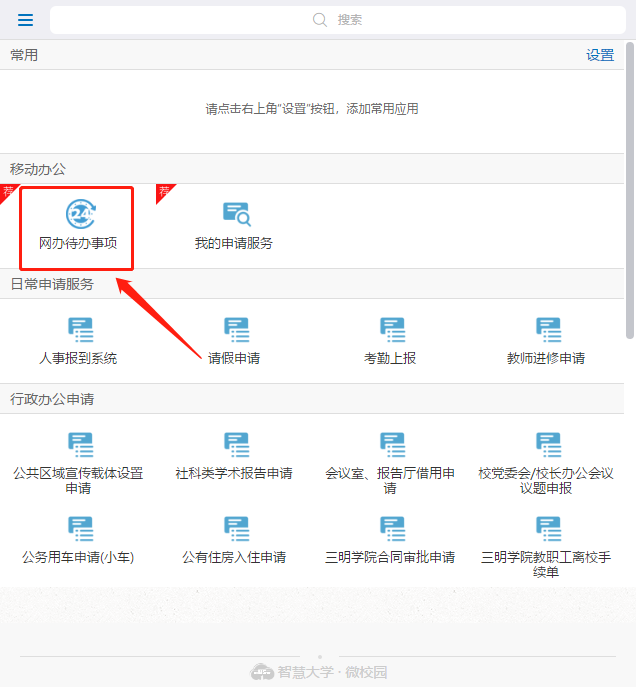 搜索
常用
设置
请点击右上角"设置"按钮，添加常用应用
移动办公
荐
荐
24
网办待办事项
我的申请服务
日常申请服务
人事报到系统
请假申请
考勤上报
教师进修申请
行政办公申请
公共区域宣传载体设置
申请
社科类学术报告申请
会议室、报告厅借用申
请
校党委会/校长办公会议
议题申报
公务用车申请(小车)
公有住房入住申请
三明学院合同审批申请
三明学院教职工离校手
续单
智慧大学·微校园